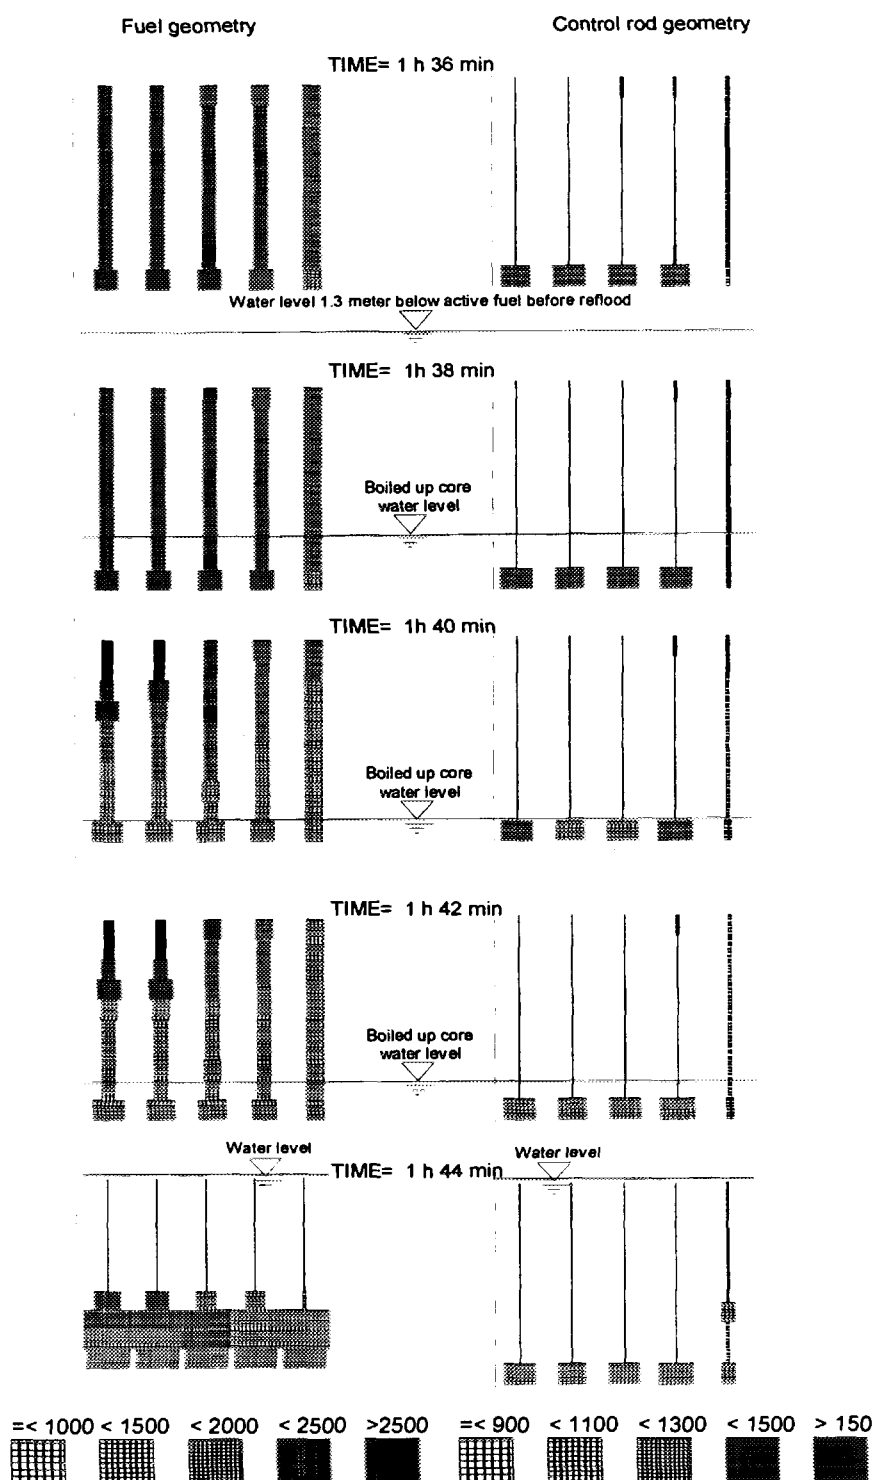 Fuel geometry Control rod geometry
TIME= 1 h 36 min
Water level 1.3 meter below active fuel before reflood
TIME= 1h 38 min
Boiled up core
water level
TIME= 1h 40 min
Boiled up core
water level
TIME= 1 h 42 min
Boiled up core
water level
Water level Water level
TIME= 1 h 44 min
=< 1000 < 1500 < 2000 < 2500 >2500 =< 900 < 1100 < 1300 < 1500 > 150